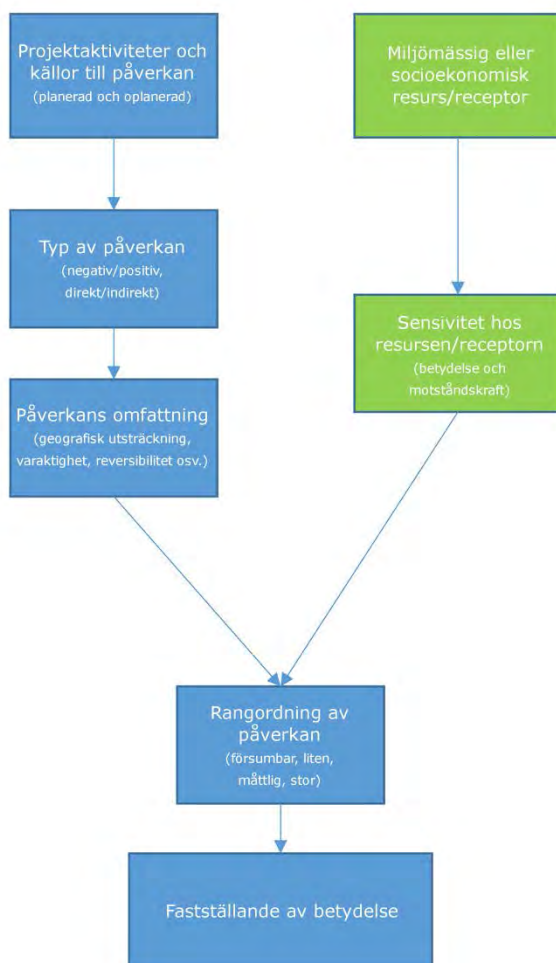 Projektaktiviteter och
källor till påverkan
(planerad och oplanerad)
Miljömässig eller
socioekonomisk
resurs/receptor
Typ av påverkan
(negativ/positiv,
direkt/indirekt)
Sensivitet hos
resursen/receptorn
(betydelse och
motståndskraft)
Påverkans omfattning
(geografisk utsträckning,
varaktighet, reversibilitet osv.)
Rangordning av
påverkan
(försumbar, liten,
måttlig, stor)
Fastställande av betydelse